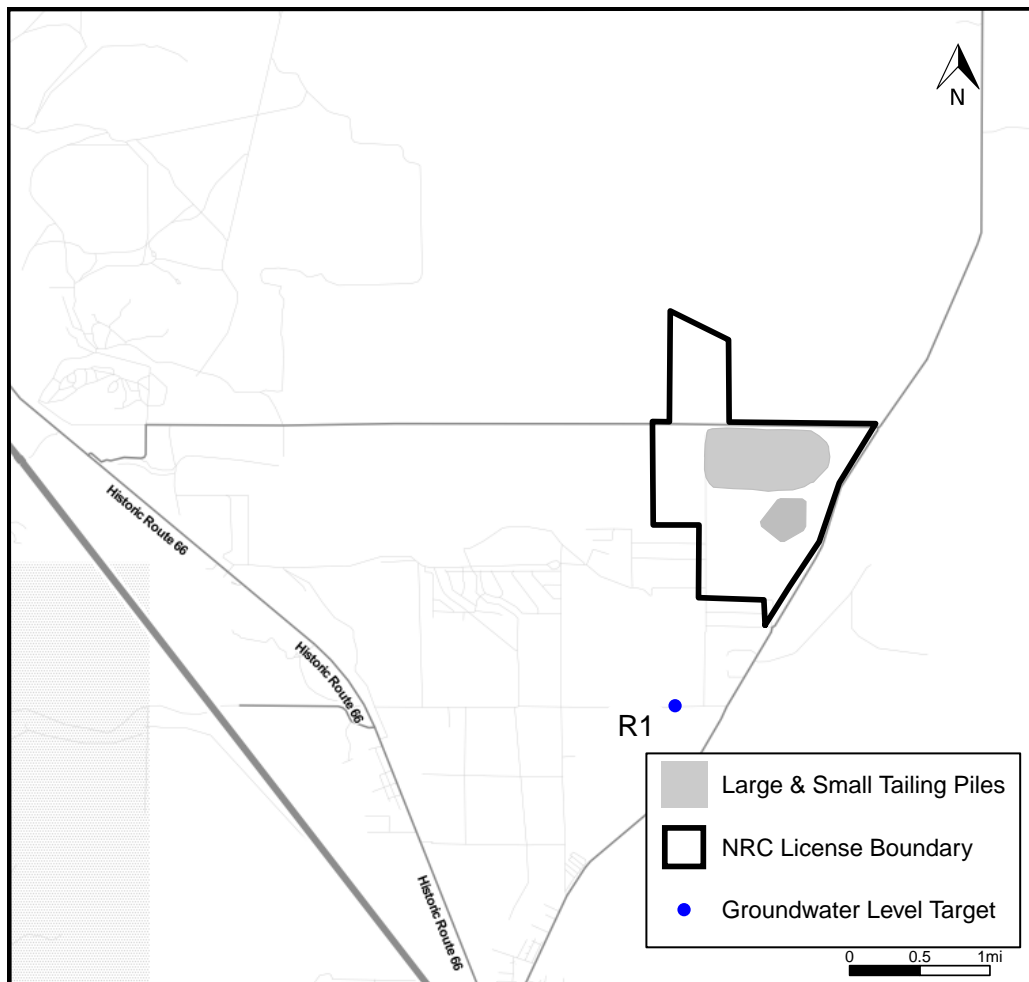 N
Historic Route 66
Historic Route 66
R1
Large & Small Tailing Piles
NRC License Boundary
Groundwater Level Target
Historic Route 66
0 0.5 1mi